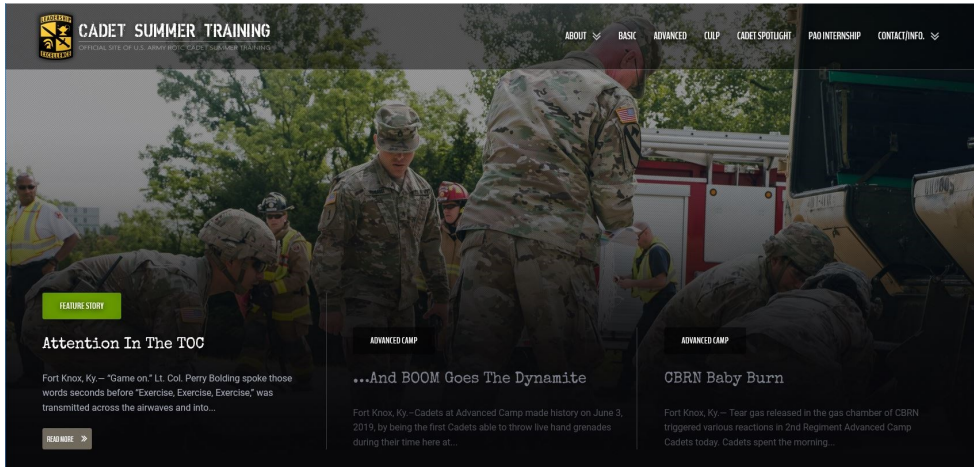 LEADERSHIP
EXCELLENCE
CADET SUMMER TRAINING
OFFICIAL SITE OF U.S. ARMY ROTC CADET SUMMER TRAINING
ABOUT BASIC ADVANCED CULP CADET SPOTLIGHT PAO INTERNSHIP CONTACT/INFO.
FEATURE STORY
Attention In The TOC
Fort Knox, Ky.— "Game on." Lt. Col. Perry Bolding spoke those
words seconds before "Exercise, Exercise, Exercise," was
transmitted across the airwaves and into...
READ MORE
ADVANCED CAMP
...And BOOM Goes The Dynamite
Fort Knox, Ky.–Cadets at Advanced Camp made history on June 3,
2019, by being the first Cadets able to throw live hand grenades
during their time here at...
ADVANCED CAMP
CBRN Baby Burn
Fort Knox, Ky.— Tear gas released in the gas chamber of CBRN
triggered various reactions in 2nd Regiment Advanced Camp
Cadets today. Cadets spent the morning...